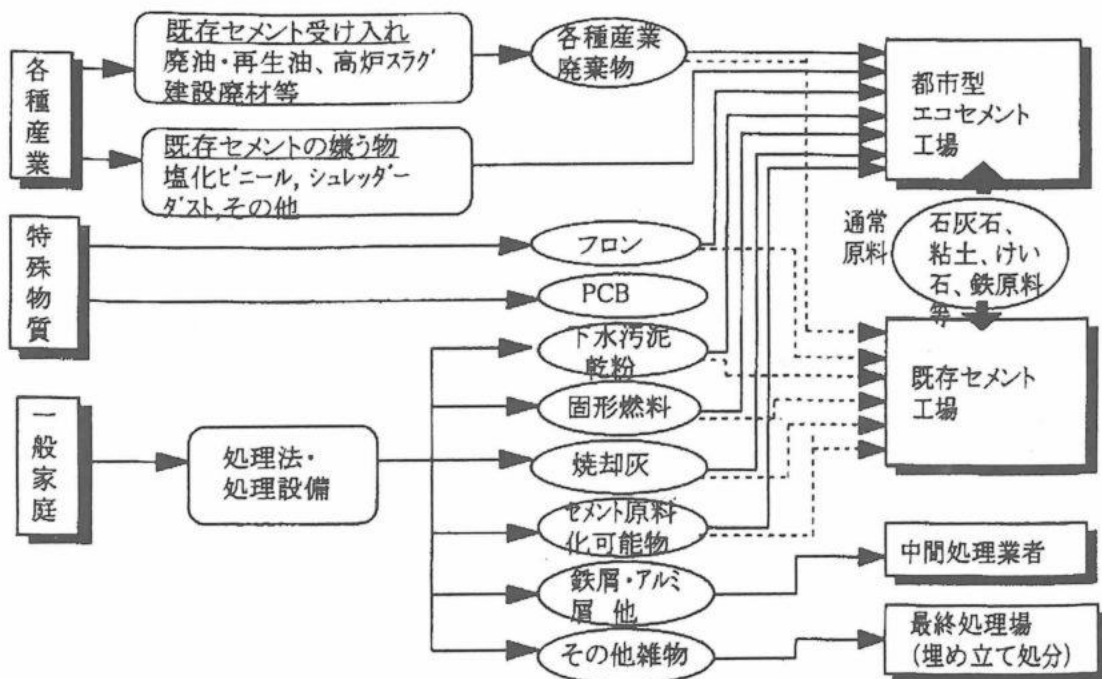 各種産業
既存セメント受け入れ
廃油・再生油、高炉スラグ
建設廃材等
既存セメントの嫌う物
塩化ビニール,シュレッダー
ダスト,その他
各種産業
廃棄物
都市型
エコセメント
工場
特殊物質
フロン
PCB
通常
原料
石灰石、
粘土、けい
石、鉄原料
等
一般家庭
処理法・
処理設備
下水汚泥
乾粉
固形燃料
焼却灰
セメント原料
化可能物
鉄屑・アルミ
屑 他
その他雑物
既存セメント
工場
中間処理業者
最終処理場
(埋め立て処分)